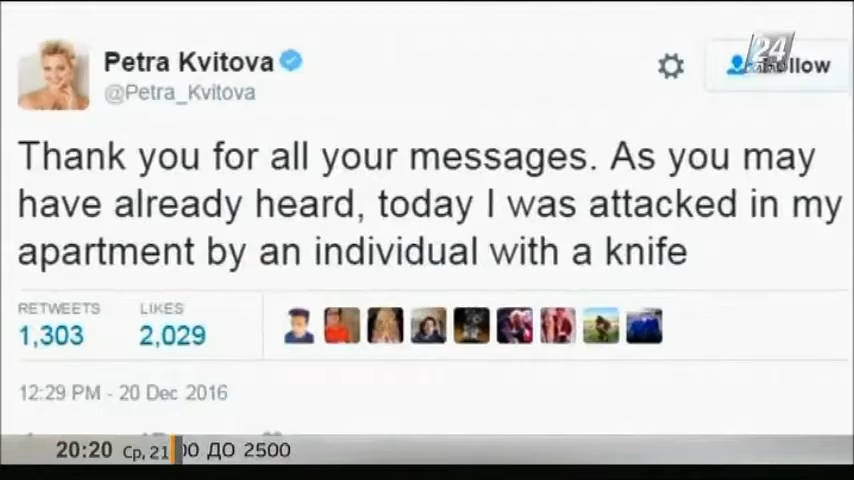 Petra Kvitova
@Petra_Kvitova
24
llow
Thank you for all your messages. As you may
have already heard, today I was attacked in my
apartment by an individual with a knife
RETWEETS
LIKES
1,303
2,029
12:29 PM - 20 Dec 2016
20:20 Ср, 21 00 ДО 2500